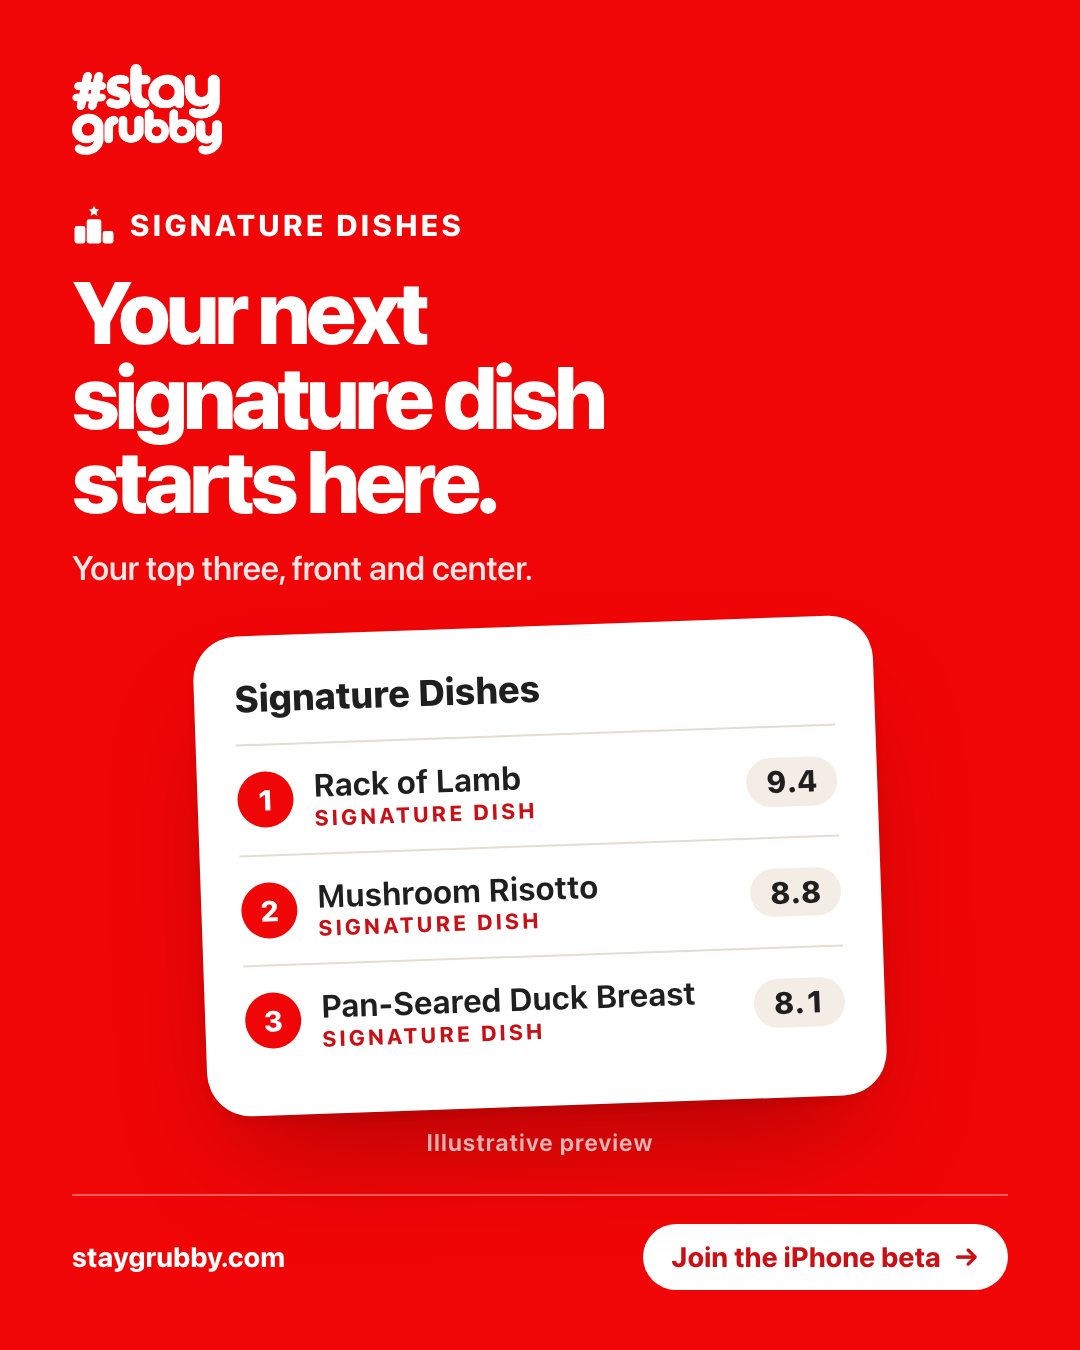 #stay
grubby
SIGNATURE DISHES
Your next
signature dish
starts here.
Your top three, front and center.
Signature Dishes
1 Rack of Lamb 9.4
SIGNATURE DISH
2 Mushroom Risotto 8.8
SIGNATURE DISH
3 Pan-Seared Duck Breast 8.1
SIGNATURE DISH
Illustrative preview
staygrubby.com
Join the iPhone beta →